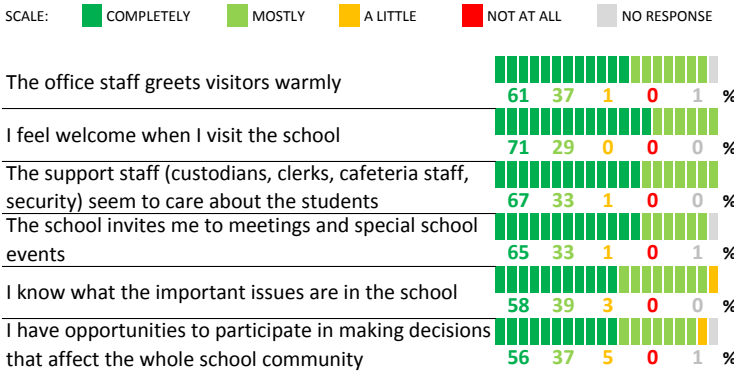 SCALE: COMPLETELY MOSTLY A LITTLE NOT AT ALL NO RESPONSE
The office staff greets visitors warmly
61 37 1 0 1 %
I feel welcome when I visit the school
71 29 0 0 0 %
The support staff (custodians, clerks, cafeteria staff,
security) seem to care about the students
67 33 1 0 0 %
The school invites me to meetings and special school
events
65 33 1 0 1 %
I know what the important issues are in the school
58 39 3 0 0 %
I have opportunities to participate in making decisions
that affect the whole school community
56 37 5 0 1 %